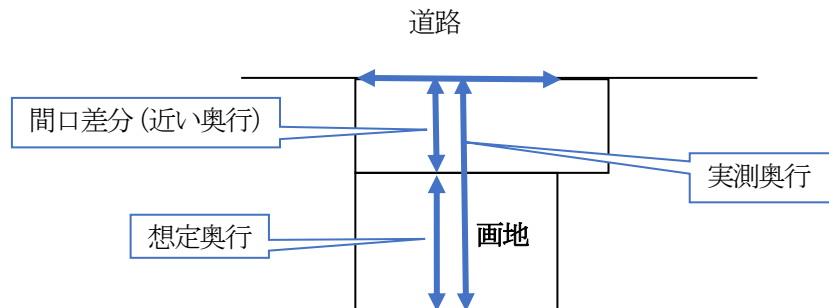 道路
間口差分(近い奥行)
実測奥行
想定奥行
画地